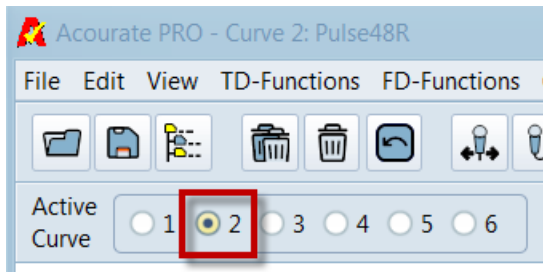 Acourate PRO - Curve 2: Pulse48R
File Edit View TD-Functions FD-Functions
Active Curve
1 2 3 4 5 6